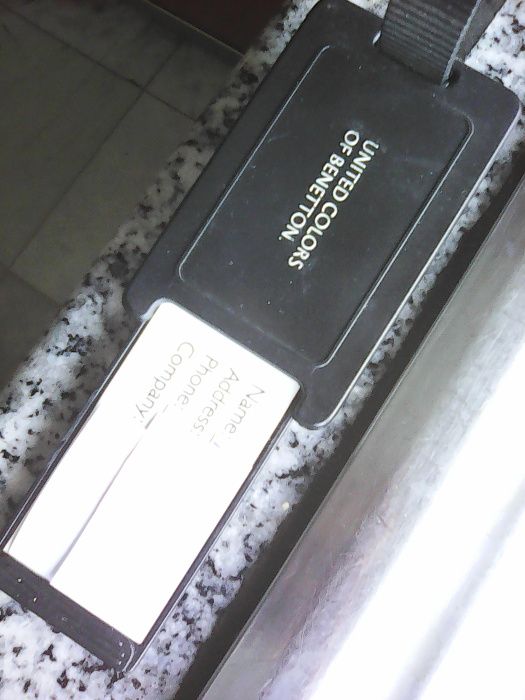 UNITED COLORS
OF BENETTON.
Name:
Address:
Phone:
Company: